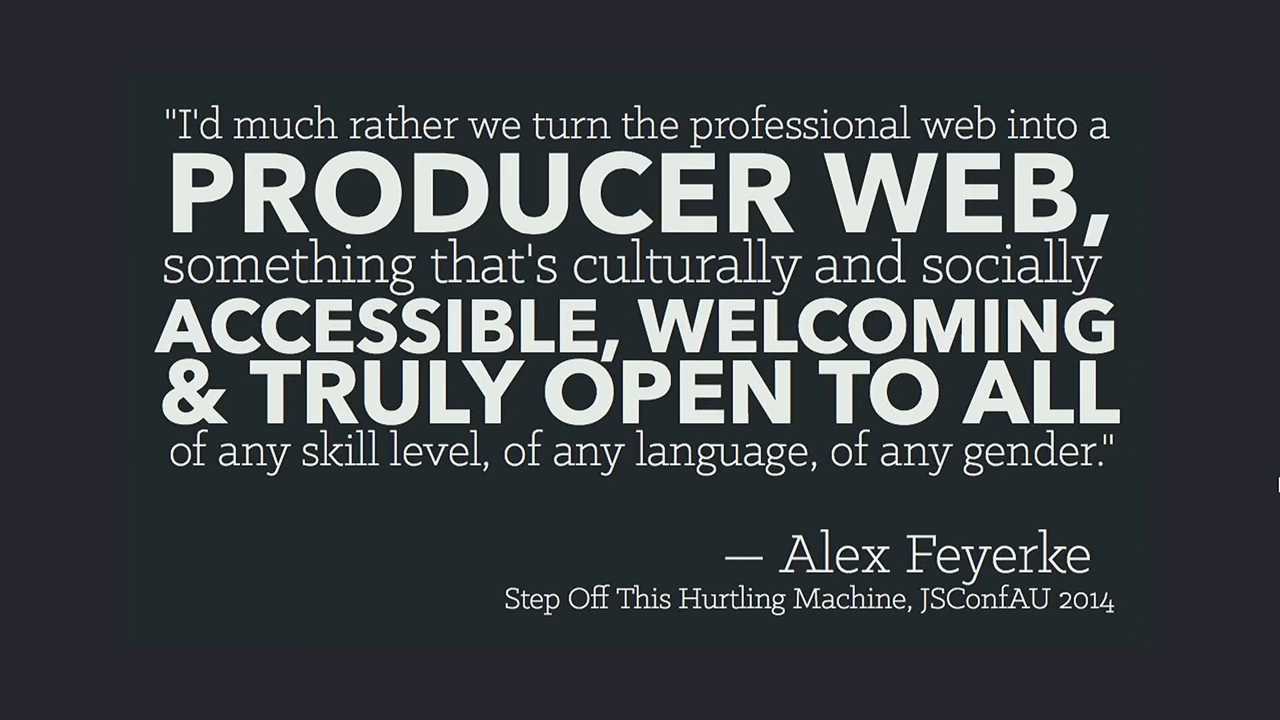 "I'd much rather we turn the professional web into a
PRODUCER WEB,
something that's culturally and socially
ACCESSIBLE, WELCOMING
& TRULY OPEN TO ALL
of any skill level, of any language, of any gender."
— Alex Feyerke
Step Off This Hurtling Machine, JSConfAU 2014